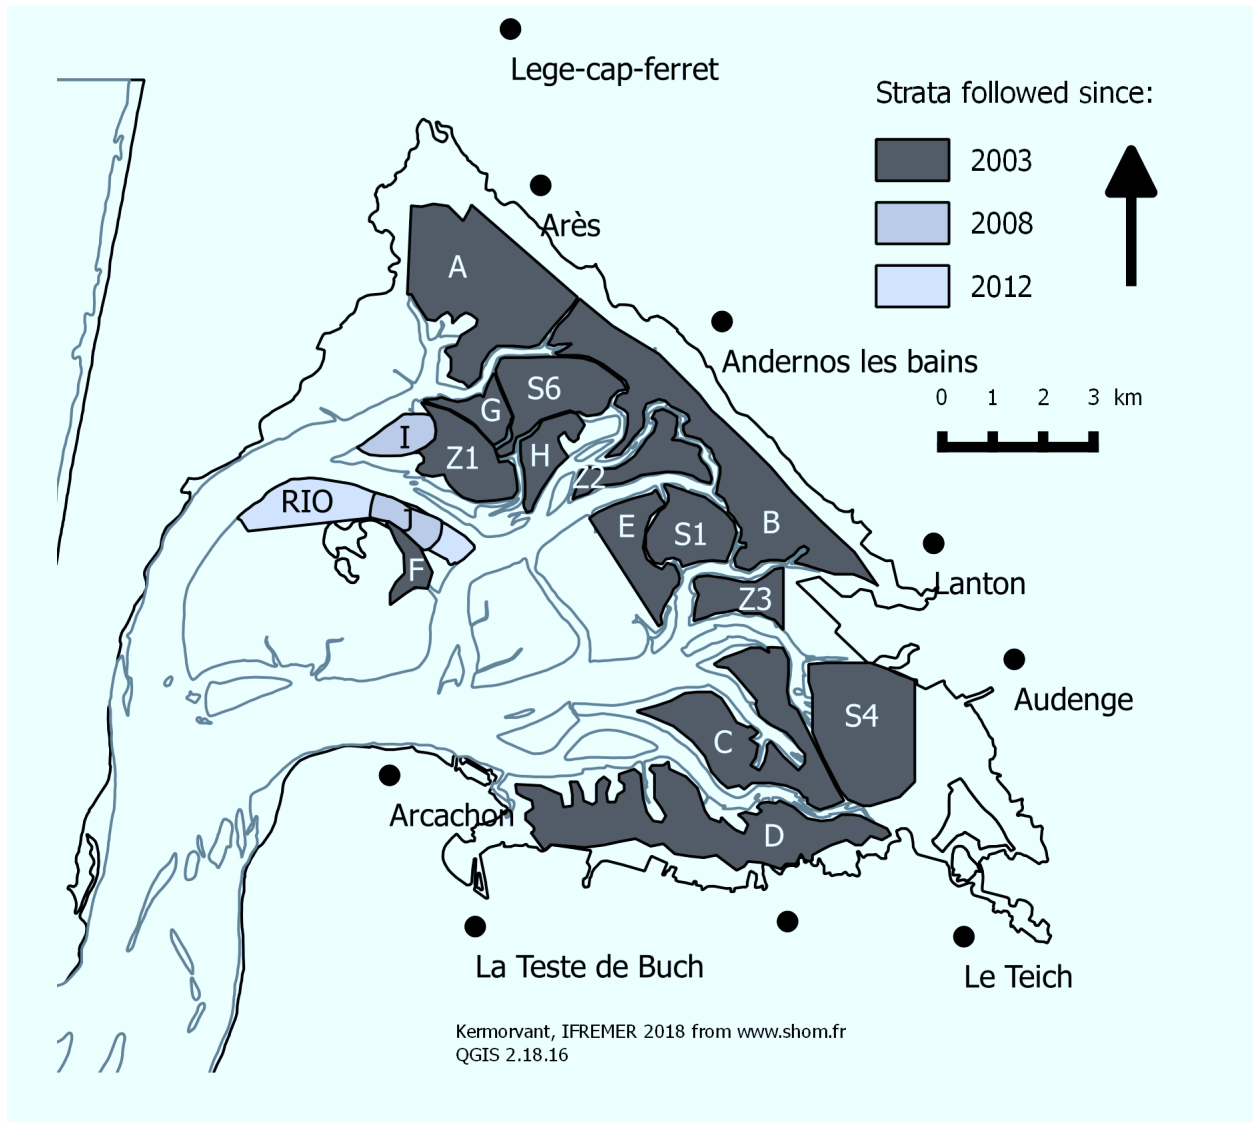 Lege-cap-ferret
Strata followed since:
2003
2008
2012
Arès
A
Andernos les bains
0 1 2 3 km
S6
G
I
Z1
H
Z2
RIO
J
E
S1
B
F
Lanton
Z3
Audenge
S4
C
Arcachon
D
La Teste de Buch
Le Teich
Kermorvant, IFREMER 2018 from www.shom.fr
QGIS 2.18.16